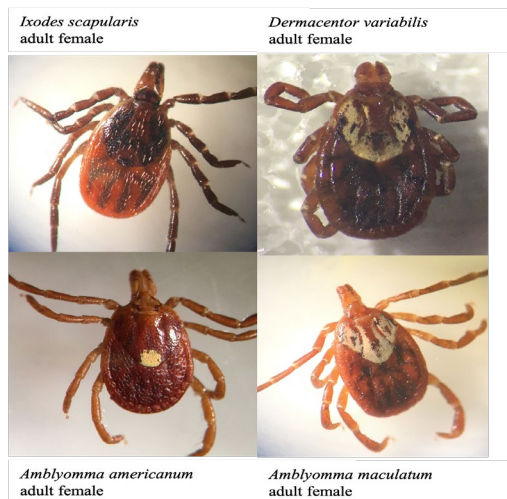 Ixodes scapularis
adult female
Dermacentor variabilis
adult female
Amblyomma americanum
adult female
Amblyomma maculatum
adult female